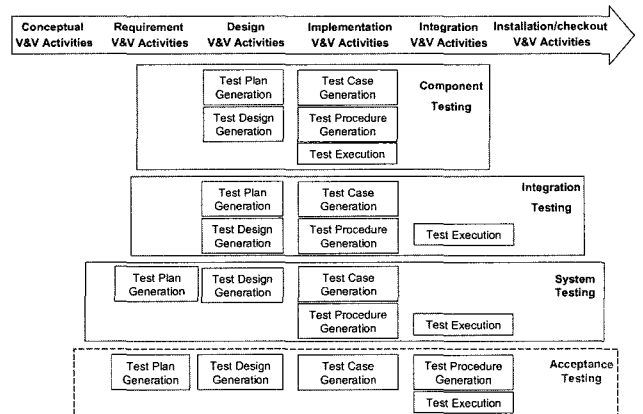 Conceptual
V&V Activities
Requirement
V&V Activities
Design
V&V Activities
Implementation
V&V Activities
Integration
V&V Activities
Installation/checkout
V&V Activities
Test Plan
Generation
Test Case
Generation
Component
Testing
Test Design
Generation
Test Procedure
Generation
Test Execution
Test Plan
Generation
Test Case
Generation
Integration
Testing
Test Design
Generation
Test Procedure
Generation
Test Execution
Test Plan
Generation
Test Design
Generation
Test Case
Generation
System
Testing
Test Procedure
Generation
Test Execution
Test Plan
Generation
Test Design
Generation
Test Case
Generation
Test Procedure
Generation
Acceptance
Testing
Test Execution